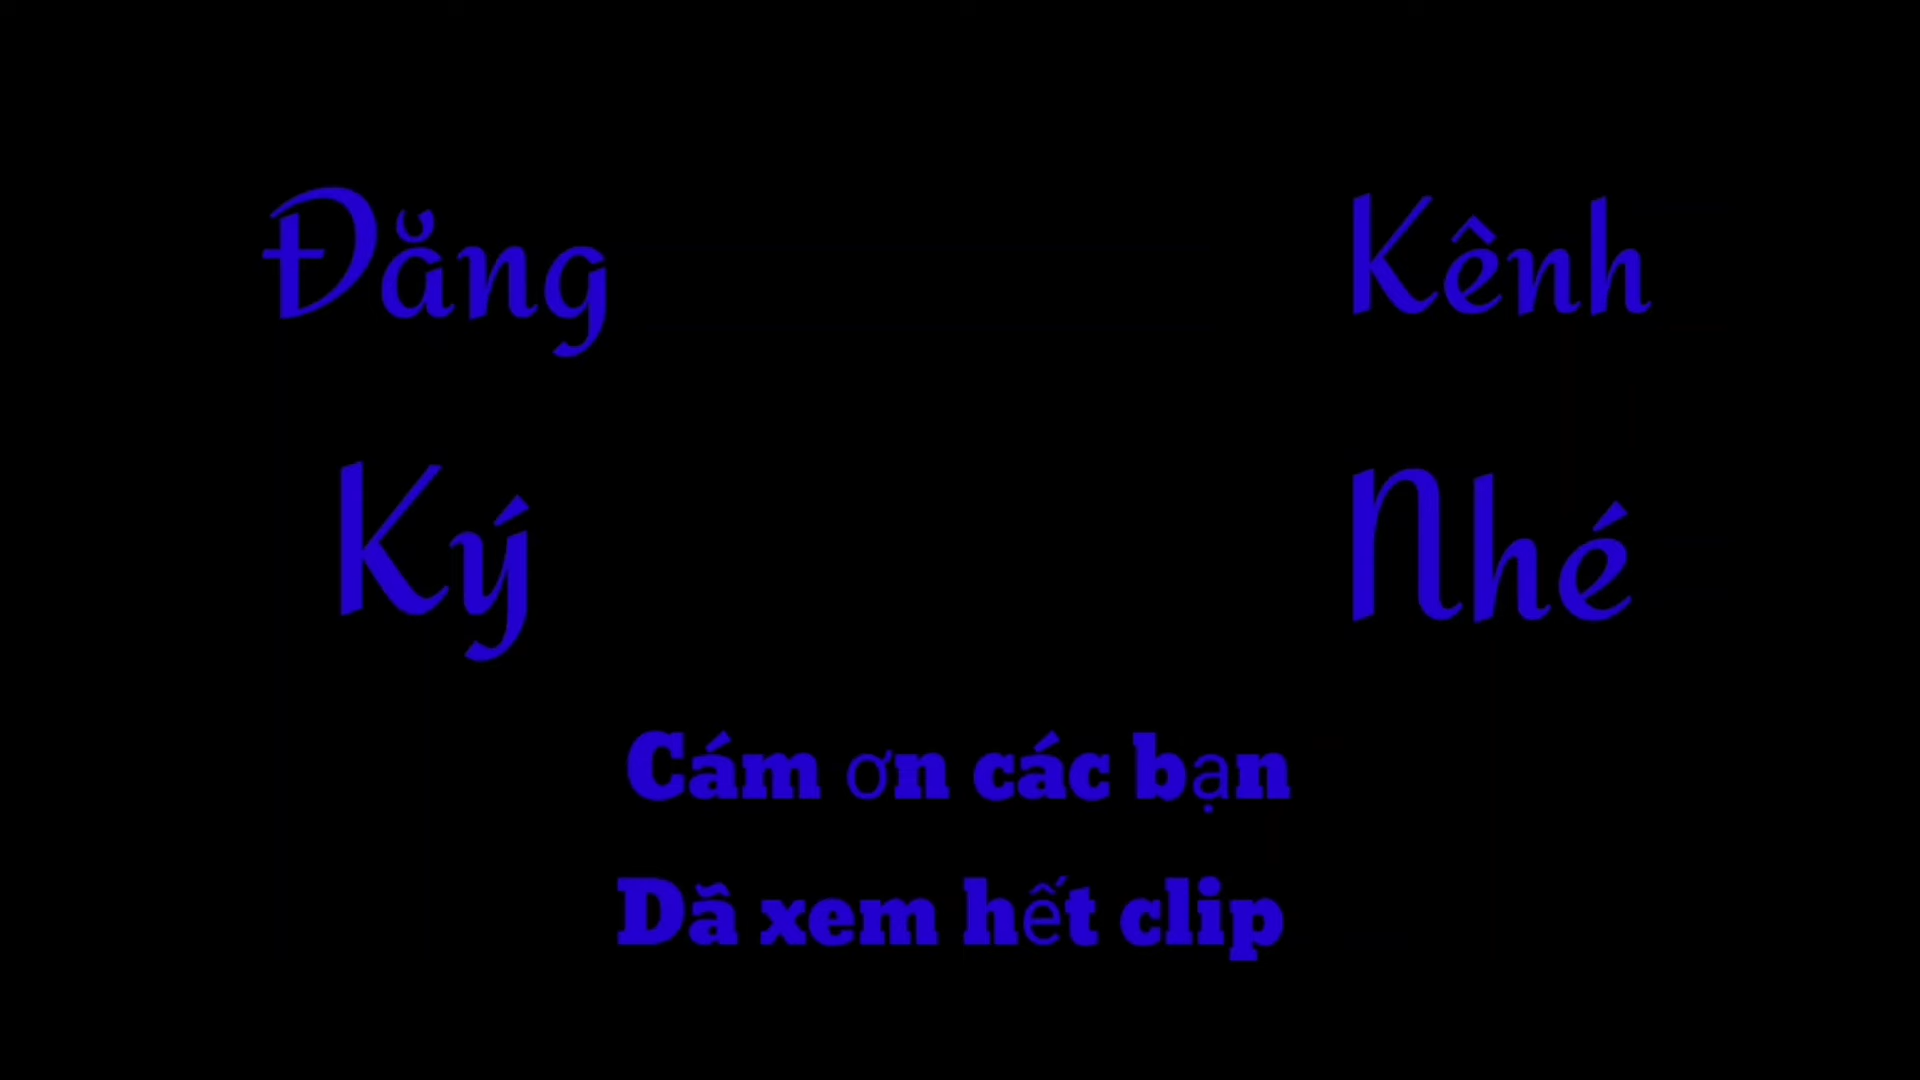 Đăng
Ký
Kênh
Nhé
Cám ơn các bạn
Dã xem hết clip